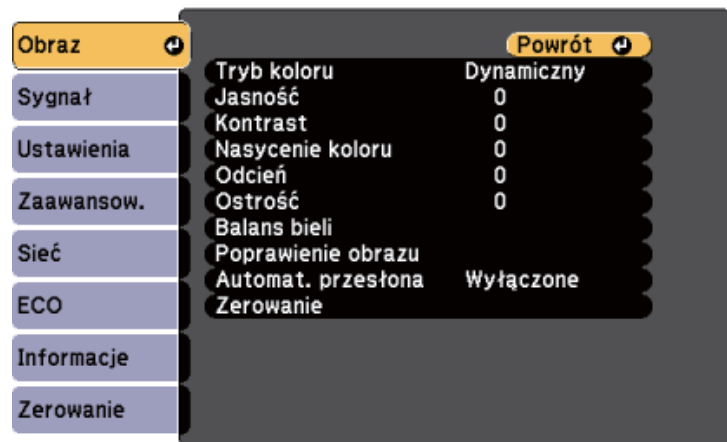 Obraz
Sygnał
Ustawienia
Zaawansow.
Sieć
ECO
Informacje
Zerowanie
Powrót
Tryb koloru Dynamiczny
Jasność 0
Kontrast 0
Nasycenie koloru 0
Odcień 0
Ostrość 0
Balans bieli
Poprawienie obrazu
Automat. przesłona Wyłączone
Zerowanie